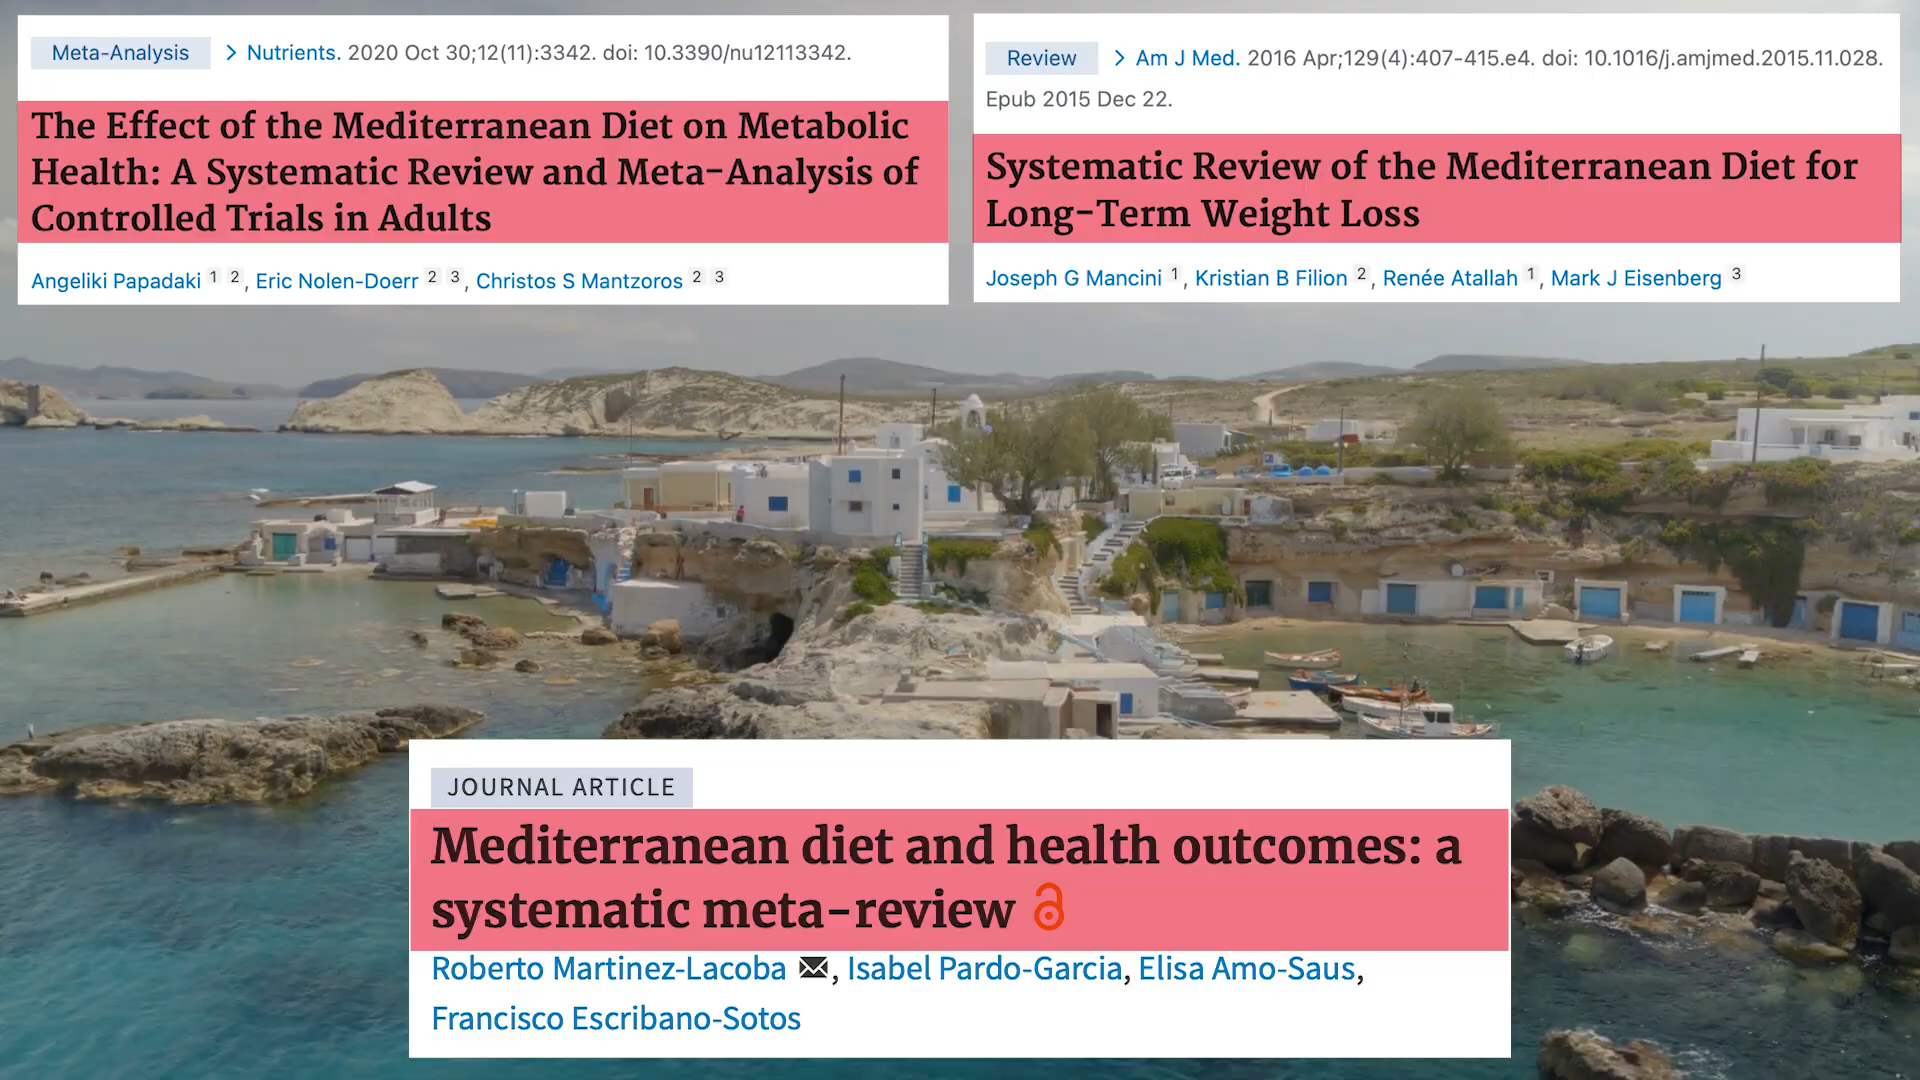 Meta-Analysis > Nutrients. 2020 Oct 30;12(11):3342. doi: 10.3390/nu12113342.
The Effect of the Mediterranean Diet on Metabolic
Health: A Systematic Review and Meta-Analysis of
Controlled Trials in Adults
Angeliki Papadaki 1 2, Eric Nolen-Doerr 2 3, Christos S Mantzoros 2 3
Review > Am J Med. 2016 Apr;129(4):407-415.e4. doi: 10.1016/j.amjmed.2015.11.028.
Epub 2015 Dec 22.
Systematic Review of the Mediterranean Diet for
Long-Term Weight Loss
Joseph G Mancini 1, Kristian B Filion 2, Renée Atallah 1, Mark J Eisenberg 3
JOURNAL ARTICLE
Mediterranean diet and health outcomes: a
systematic meta-review
Roberto Martinez-Lacoba, Isabel Pardo-Garcia, Elisa Amo-Saus,
Francisco Escribano-Sotos